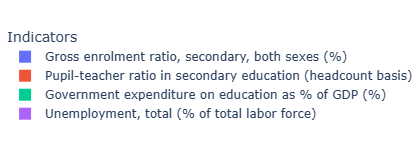 Indicators
Gross enrolment ratio, secondary, both sexes (%)
Pupil-teacher ratio in secondary education (headcount basis)
Government expenditure on education as % of GDP (%)
Unemployment, total (% of total labor force)